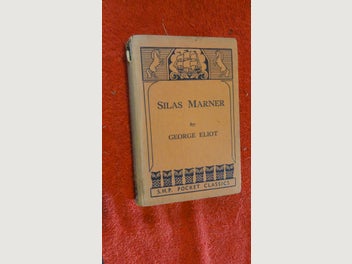 SILAS MARNER
by
GEORGE ELIOT
S.M.P. POCKET CLASSICS